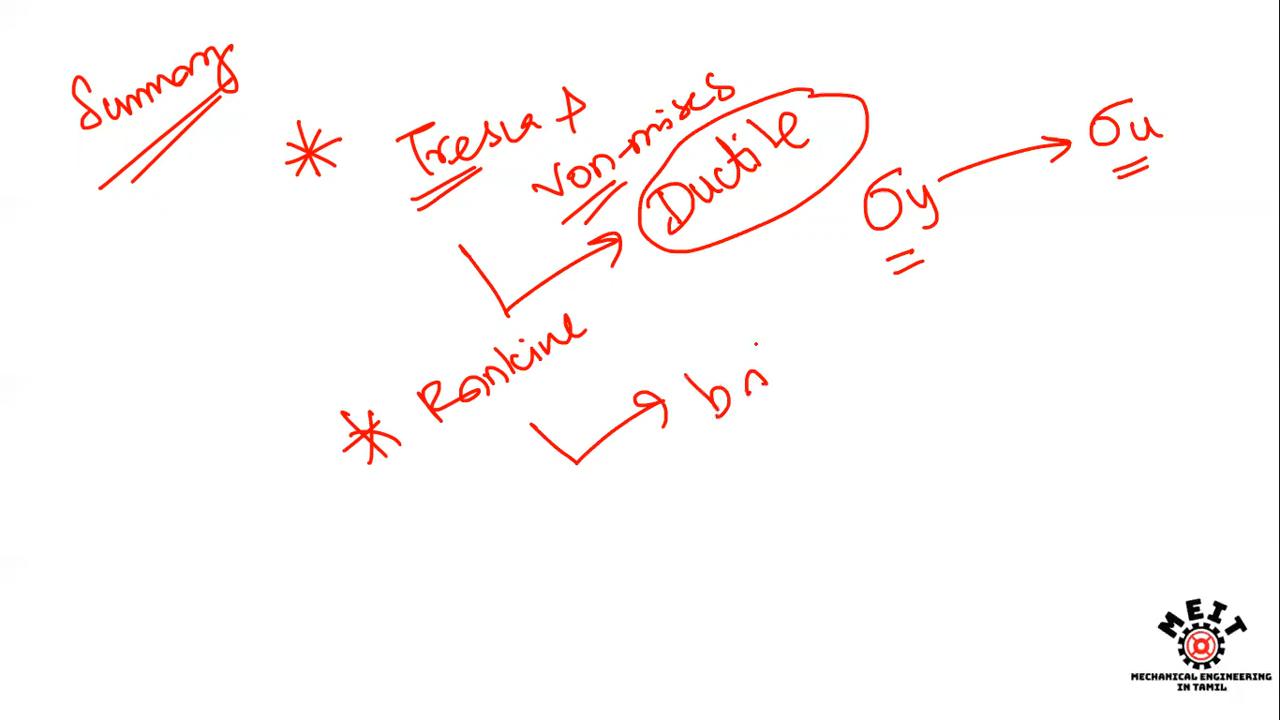 Summary
* Tresca +
Von-mises
Ductile
σy → σu
* Rankine
br
MEIT
MECHANICAL ENGINEERING
IN TAMIL